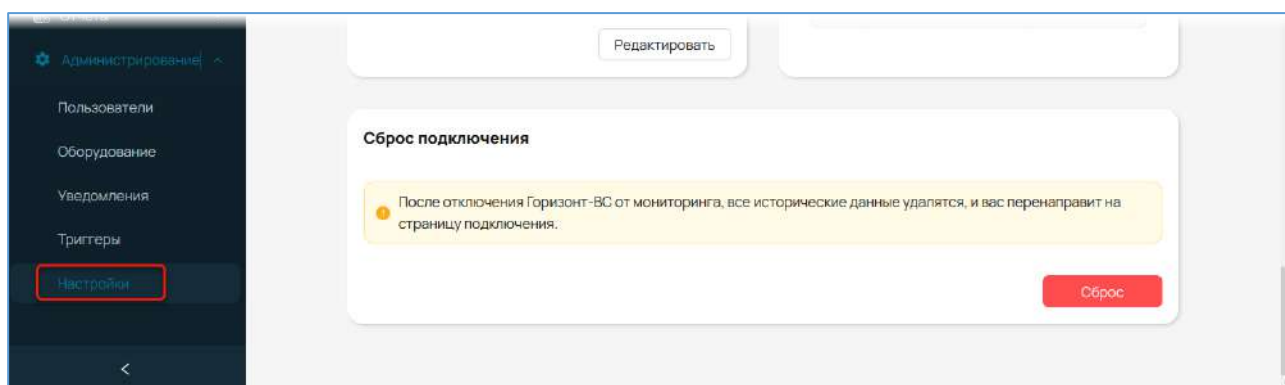 Администрирование
Редактировать
Пользователи
Оборудование
Уведомления
Триггеры
Настройки
Сброс подключения
После отключения Горизонт-ВС от мониторинга, все исторические данные удалятся, и вас перенаправит на
страницу подключения.
Сброс